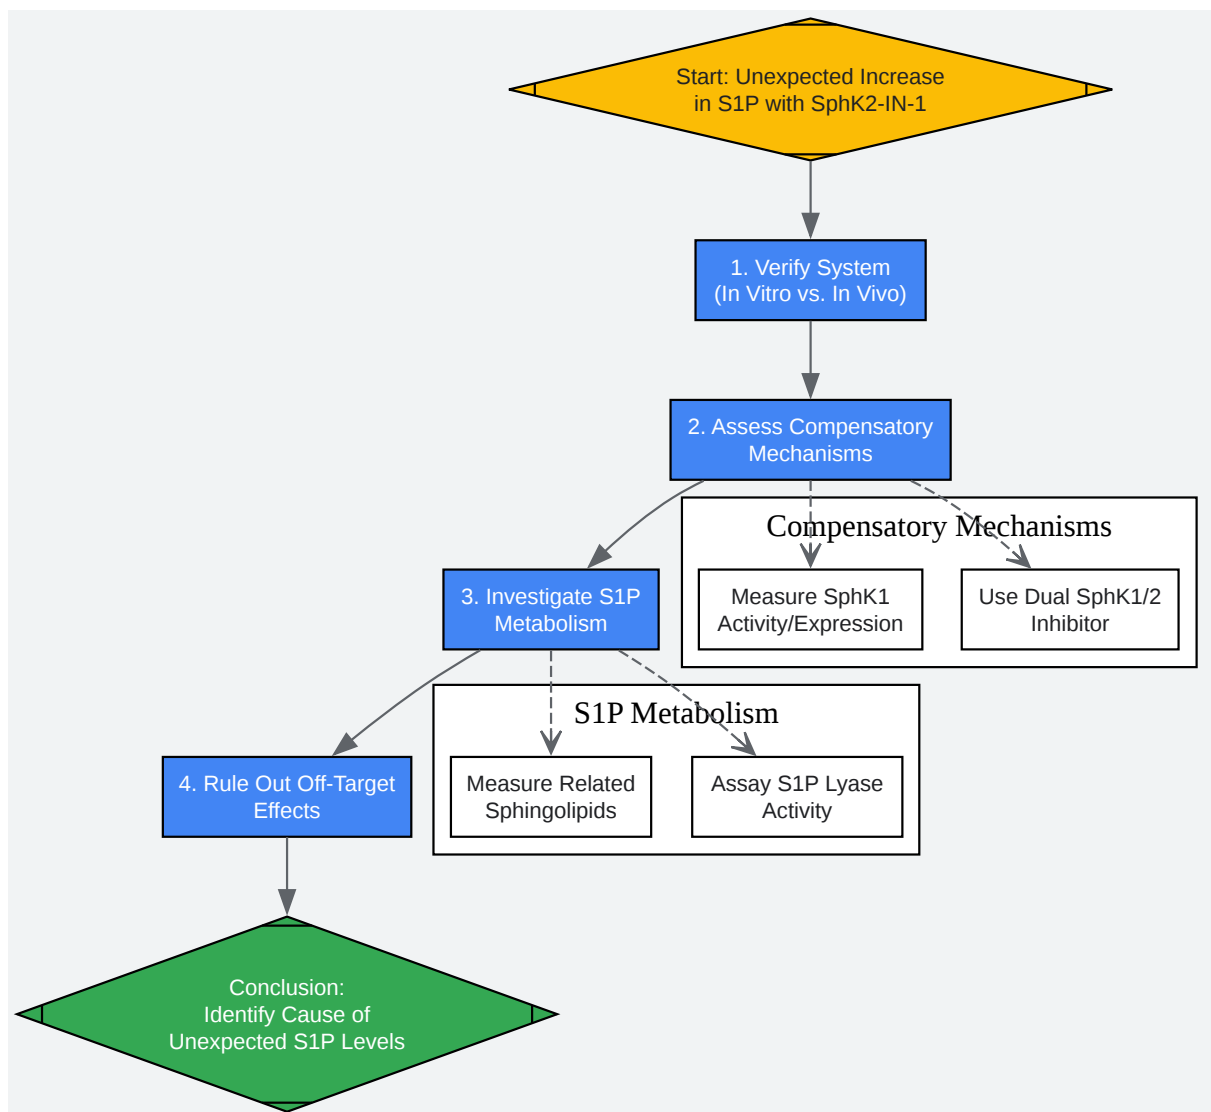 Start: Unexpected Increase
in S1P with SphK2-IN-1
1. Verify System
(In Vitro vs. In Vivo)
2. Assess Compensatory
Mechanisms
Compensatory Mechanisms
3. Investigate S1P
Metabolism
Measure SphK1
Activity/Expression
Use Dual SphK1/2
Inhibitor
S1P Metabolism
4. Rule Out Off-Target
Effects
Measure Related
Sphingolipids
Assay S1P Lyase
Activity
Conclusion:
Identify Cause of
Unexpected S1P Levels